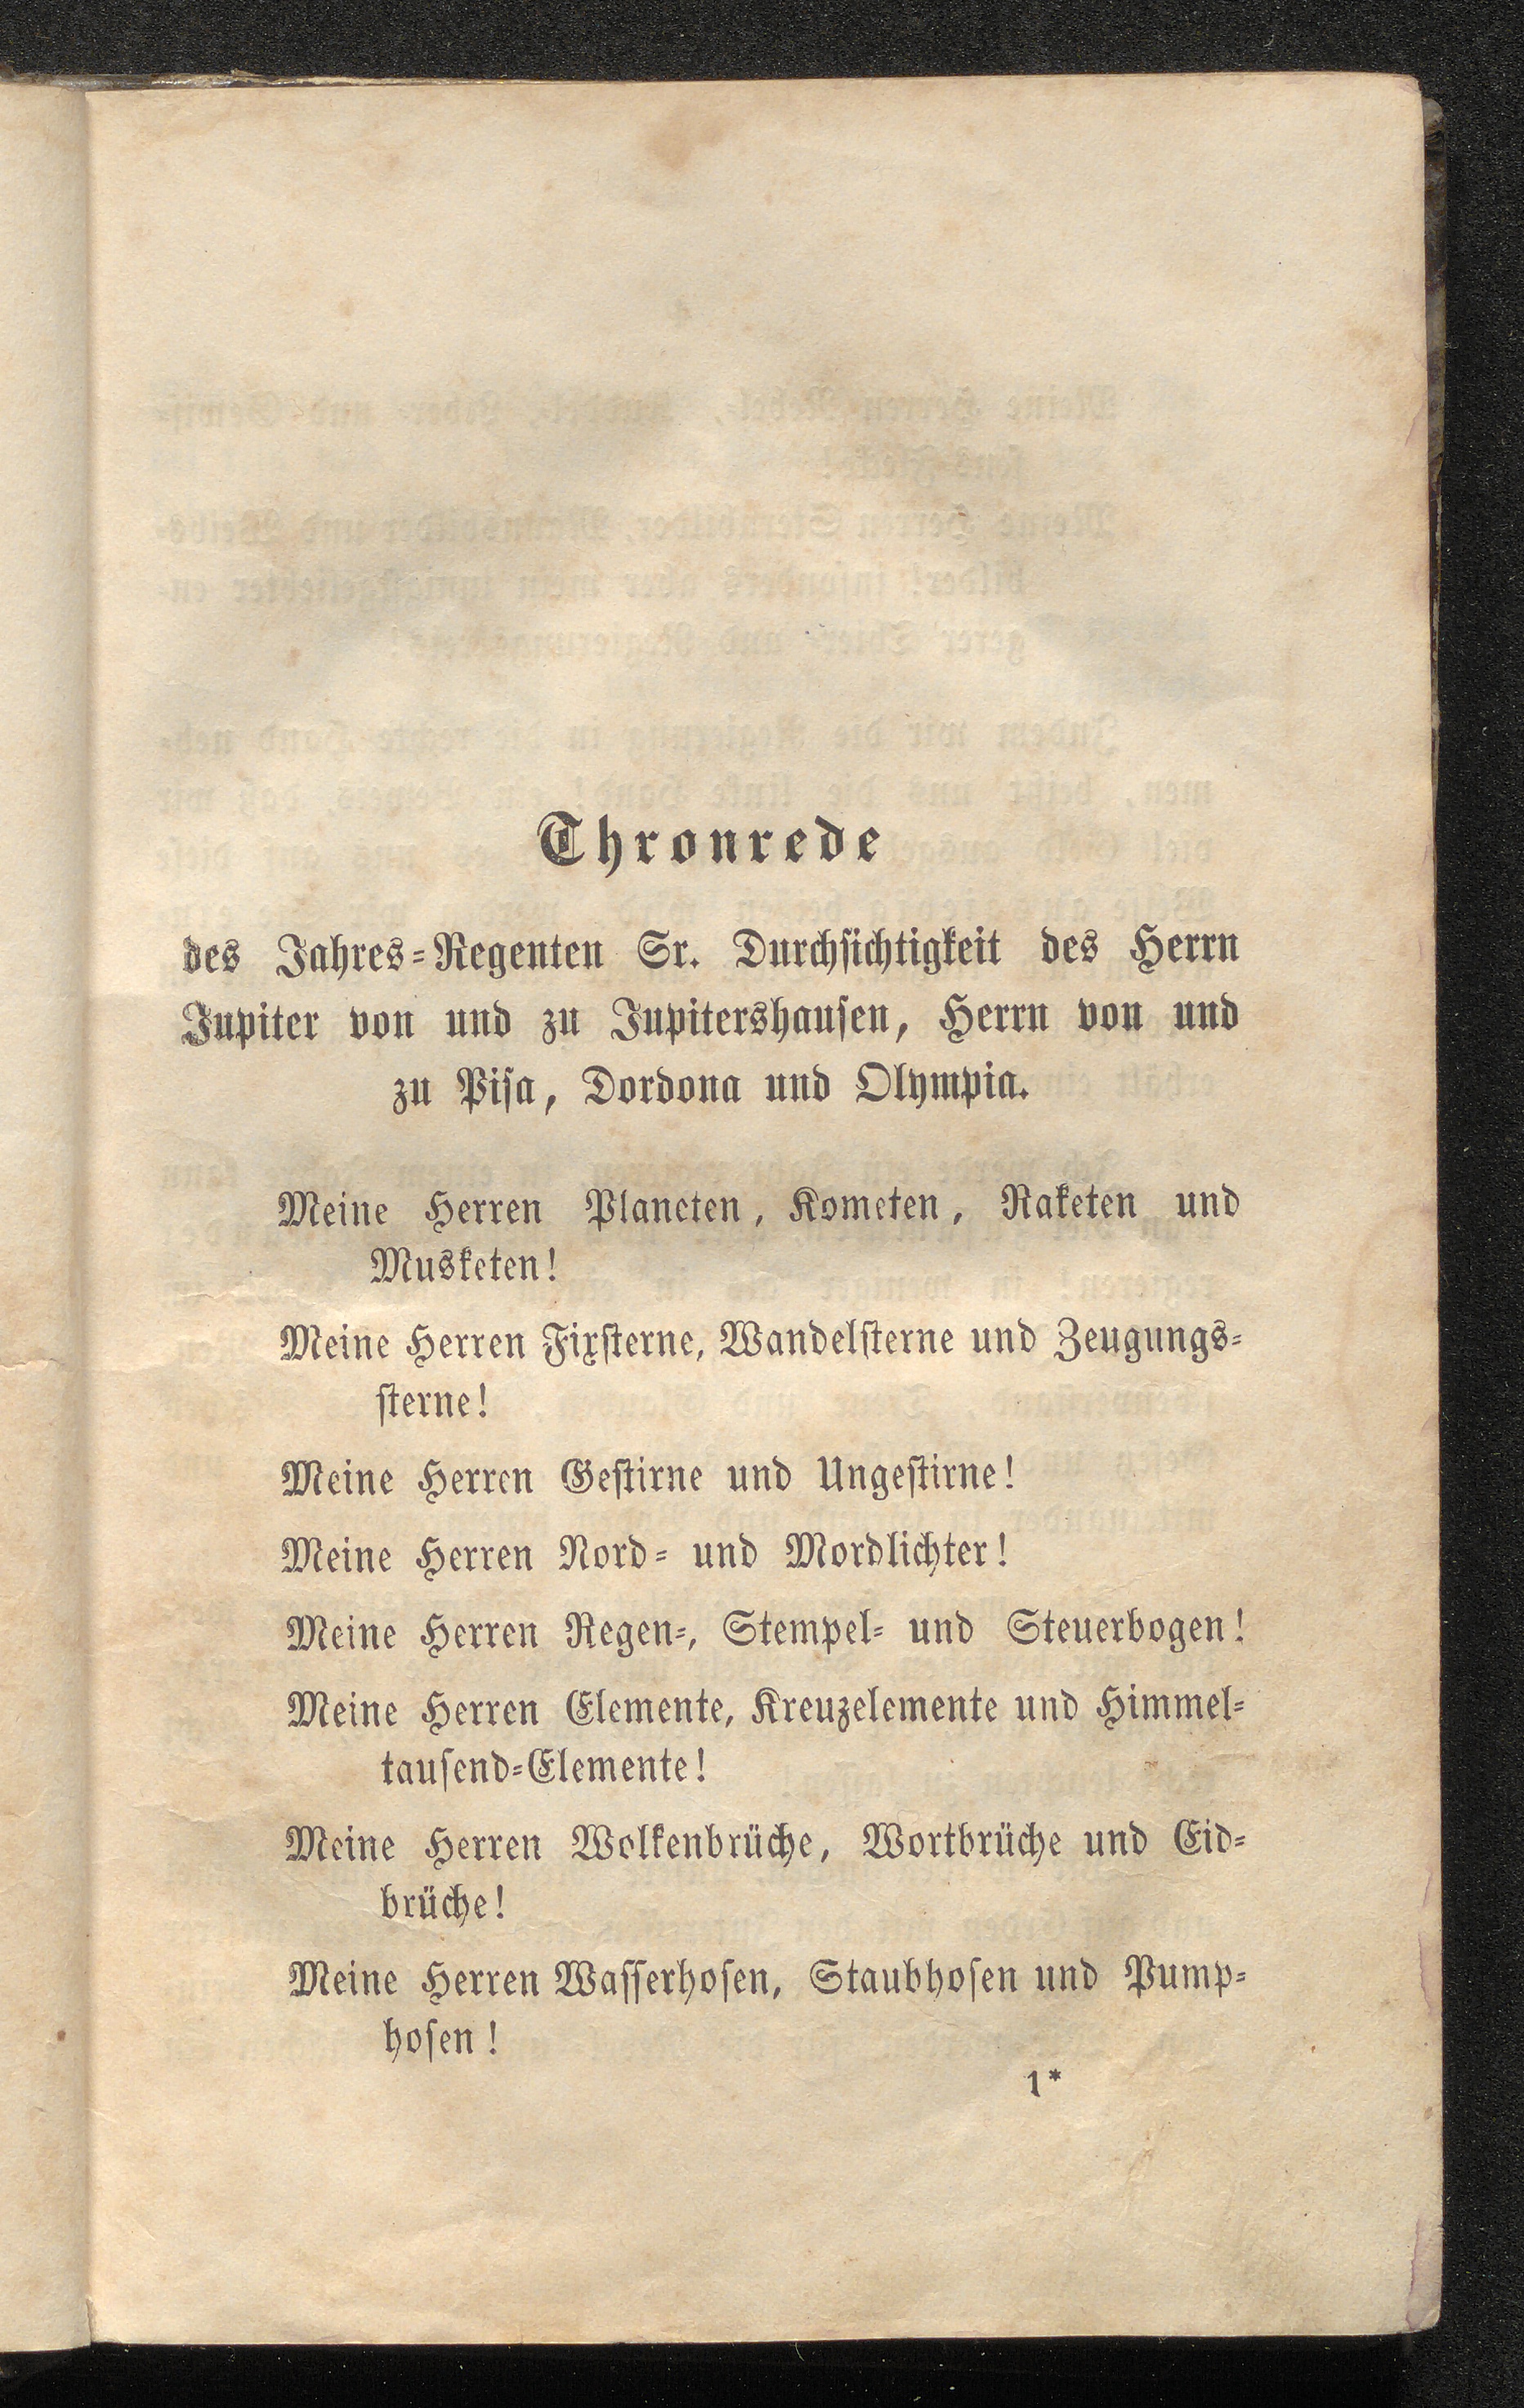 Thronrede
des Jahres-Regenten Sr. Durchsichtigkeit des Herrn
Jupiter von und zu Jupitershausen, Herrn von und
zu Pisa, Dordona und Olympia.
Meine Herren Planeten, Kometen, Raketen und
Musketen!
Meine Herren Fixsterne, Wandelsterne und Zeugungs-
sterne!
Meine Herren Gestirne und Ungestirne!
Meine Herren Nord- und Mordlichter!
Meine Herren Regen-, Stempel- und Steuerbogen!
Meine Herren Elemente, Kreuzelemente und Himmel-
tausend-Elemente!
Meine Herren Wolkenbrüche, Wortbrüche und Eid-
brüche!
Meine Herren Wasserhosen, Staubhosen und Pump-
hosen!
1*